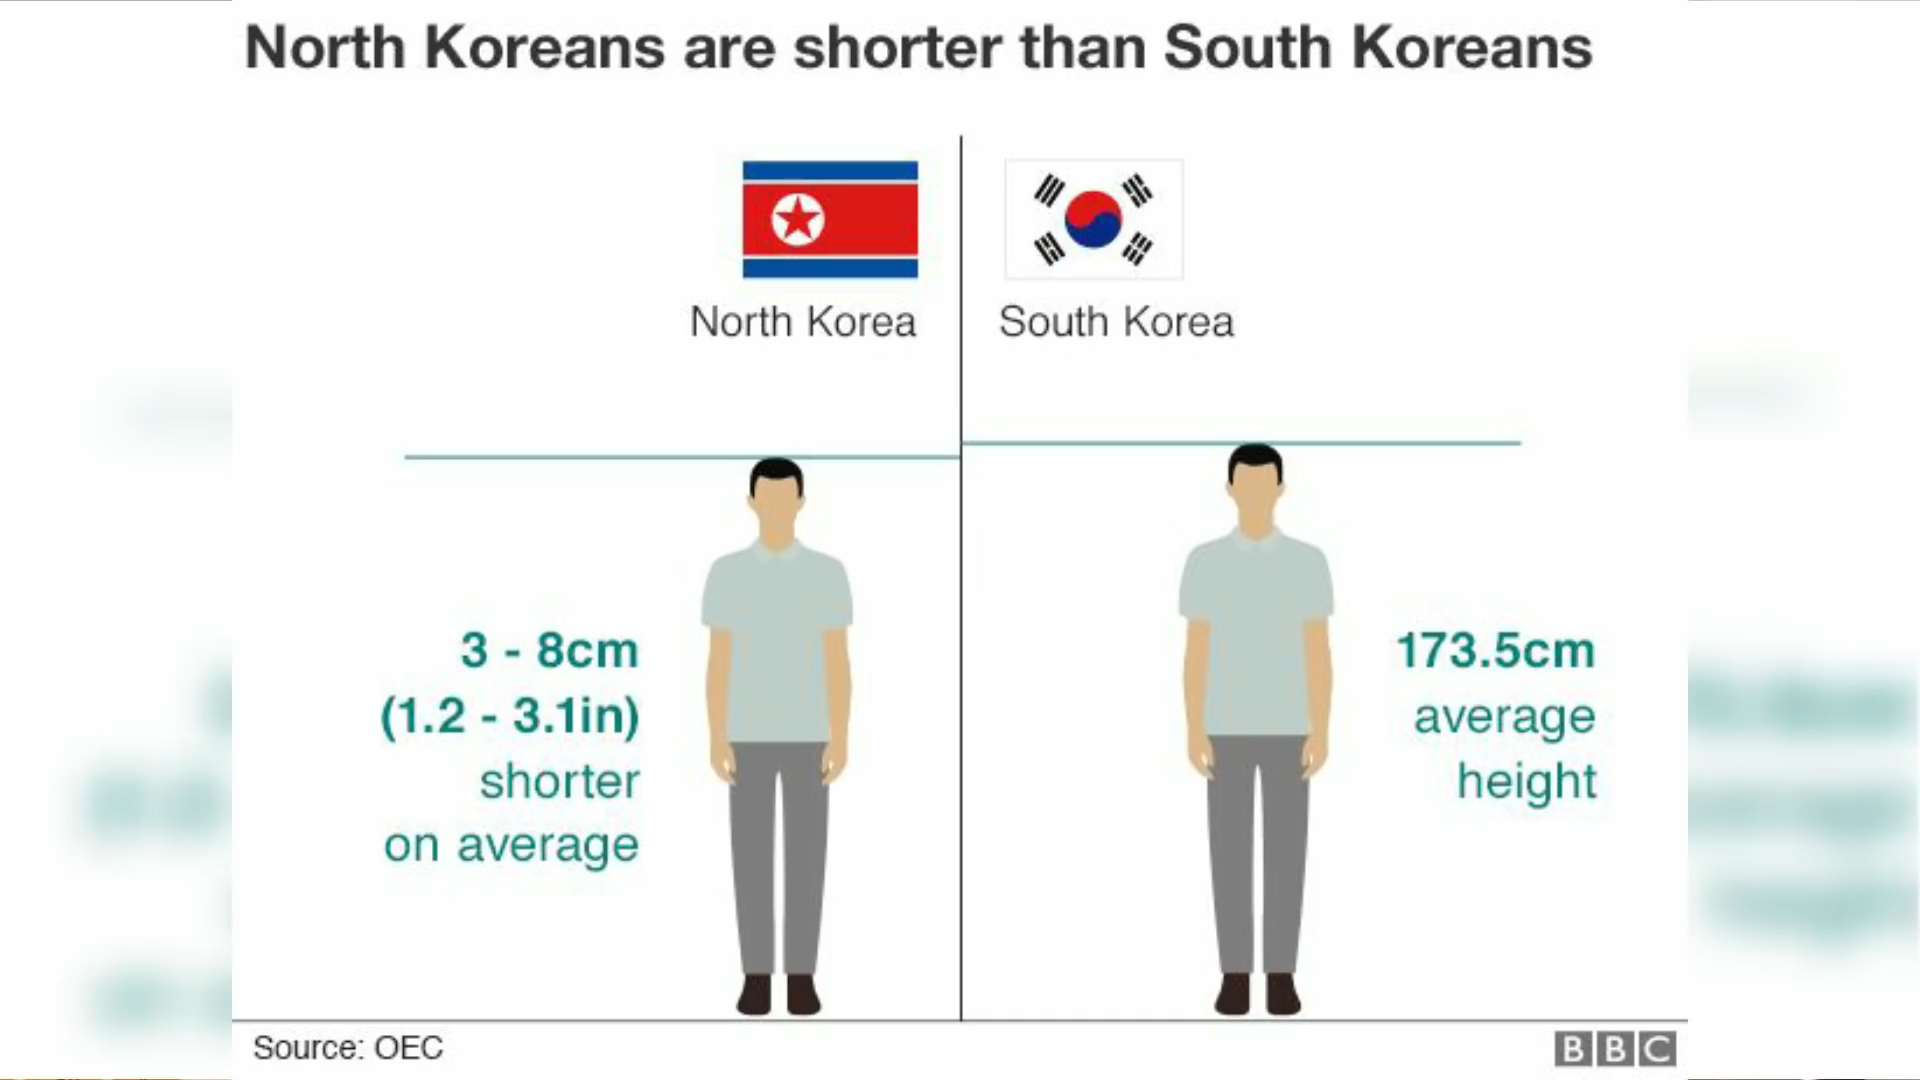 North Koreans are shorter than South Koreans
North Korea
South Korea
3 - 8cm
(1.2 - 3.1in)
shorter
on average
173.5cm
average
height
Source: OEC
BBC